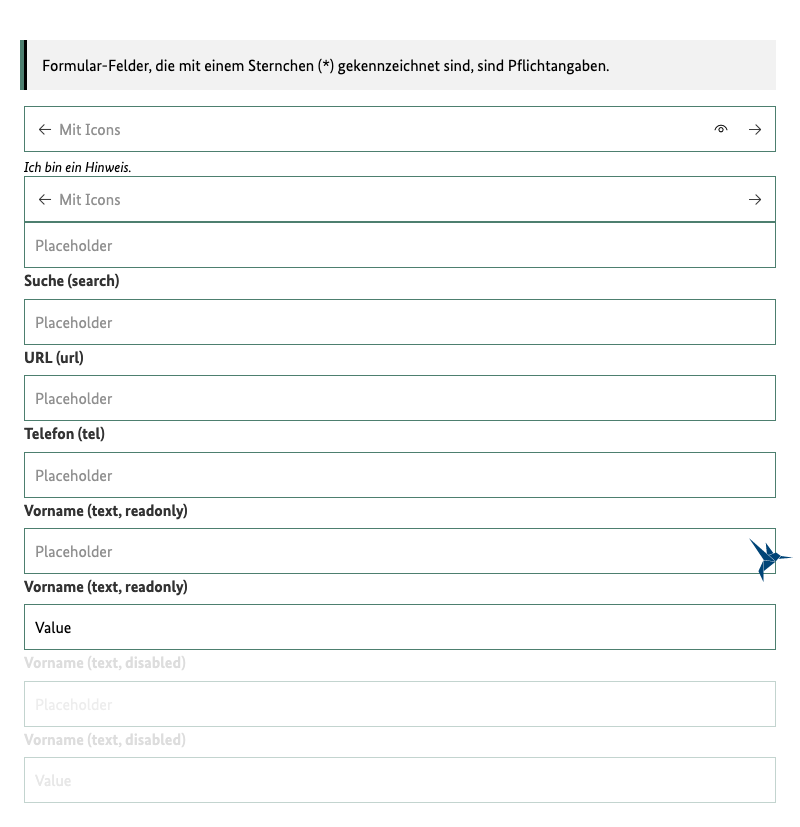 Formular-Felder, die mit einem Sternchen (*) gekennzeichnet sind, sind Pflichtangaben.
Mit Icons
Ich bin ein Hinweis.
Mit Icons
Placeholder
Suche (search)
Placeholder
URL (url)
Placeholder
Telefon (tel)
Placeholder
Vorname (text, readonly)
Placeholder
Vorname (text, readonly)
Value
Vorname (text, disabled)
Placeholder
Vorname (text, disabled)
Value